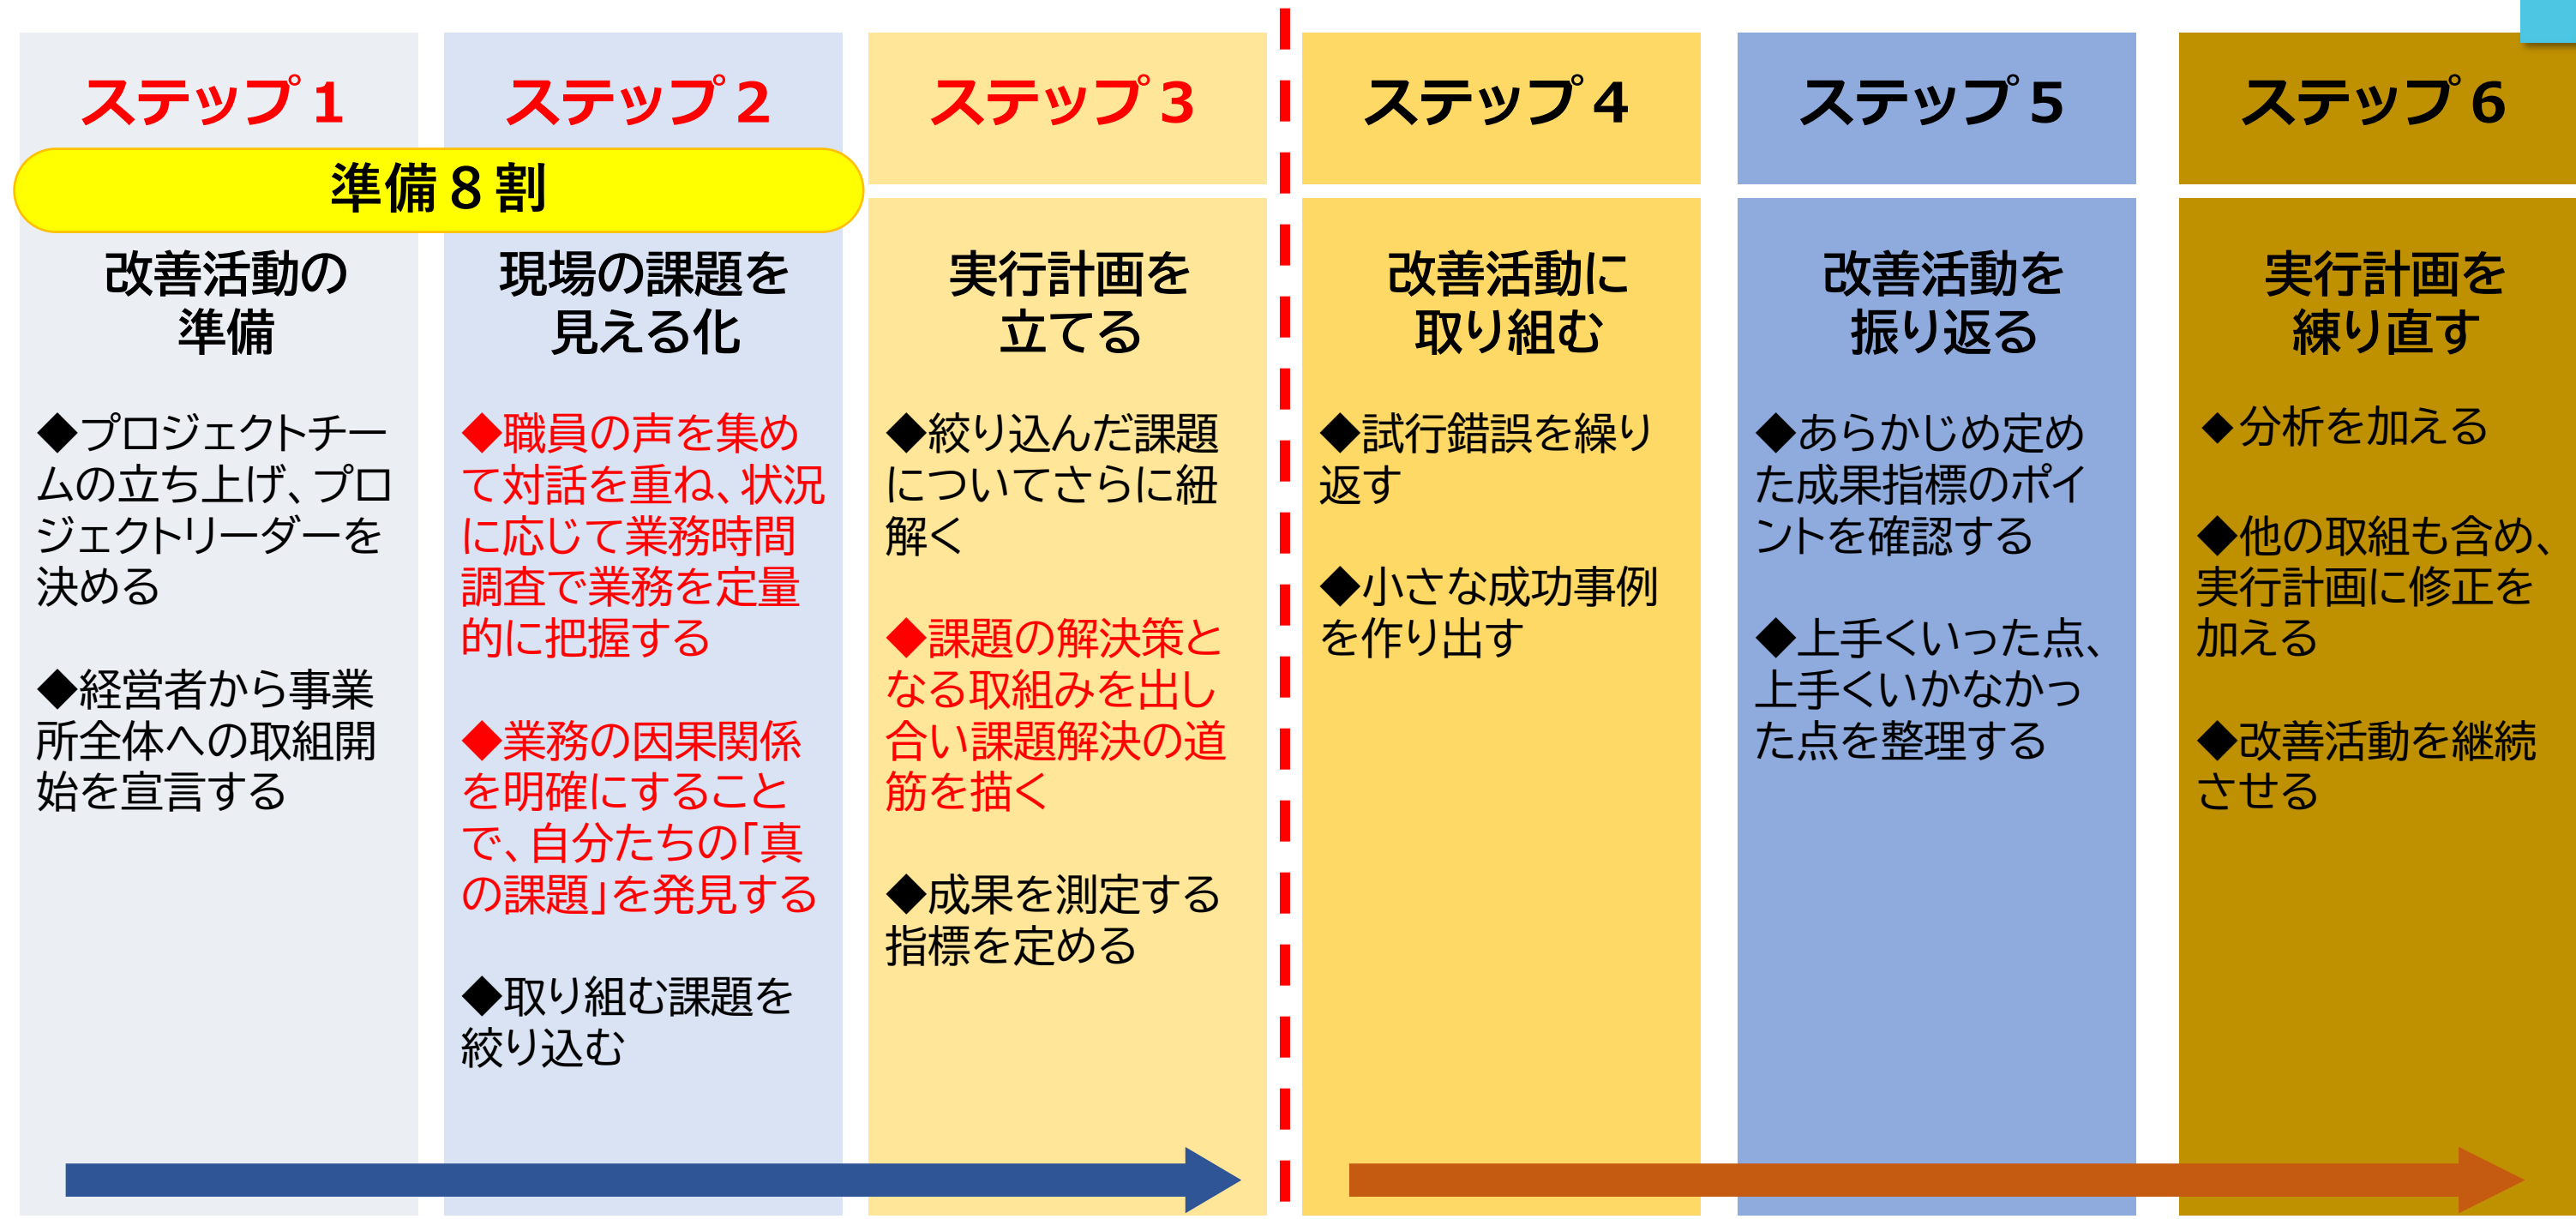 ステップ1
準備8割
改善活動の
準備
◆プロジェクトチー
ムの立ち上げ、プロ
ジェクトリーダーを
決める
◆経営者から事業
所全体への取組開
始を宣言する
ステップ2
現場の課題を
見える化
◆職員の声を集め
て対話を重ね、状況
に応じて業務時間
調査で業務を定量
的に把握する
◆業務の因果関係
を明確にすること
で、自分たちの「真
の課題」を発見する
◆取り組む課題を
絞り込む
ステップ3
実行計画を
立てる
◆絞り込んだ課題
についてさらに紐
解く
◆課題の解決策と
なる取組みを出し
合い課題解決の道
筋を描く
◆成果を測定する
指標を定める
ステップ4
改善活動に
取り組む
◆試行錯誤を繰り
返す
◆小さな成功事例
を作り出す
ステップ5
改善活動を
振り返る
◆あらかじめ定め
た成果指標のポイ
ントを確認する
◆上手くいった点、
上手くいかなかっ
た点を整理する
ステップ6
実行計画を
練り直す
◆分析を加える
◆他の取組も含め、
実行計画に修正を
加える
◆改善活動を継続
させる